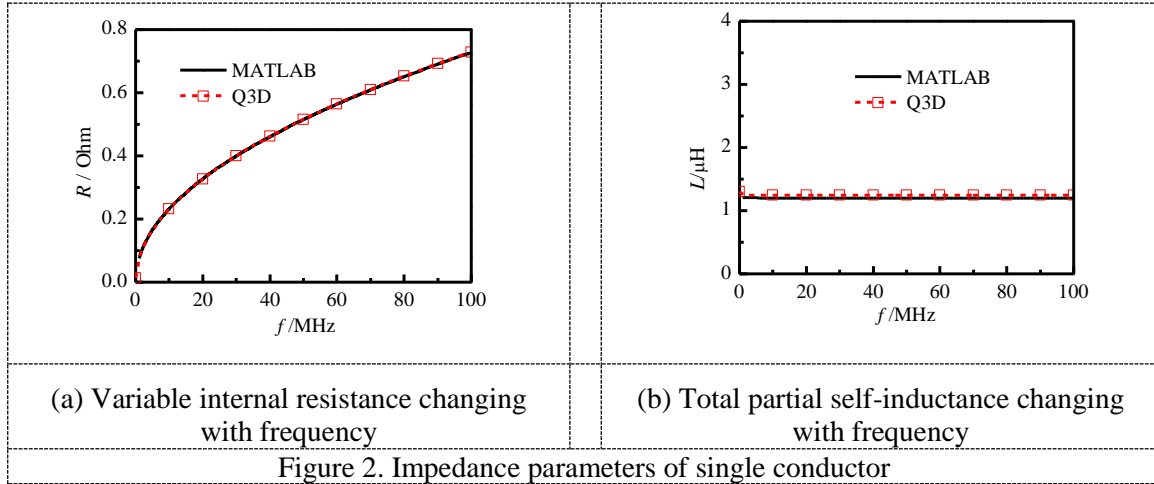 0.8
0.6
0.4
0.2
0.0
R / Ohm
MATLAB
Q3D
0 20 40 60 80 100
f /MHz
4
3
2
1
0
L/μH
MATLAB
Q3D
0 20 40 60 80 100
f /MHz
(a) Variable internal resistance changing
with frequency
(b) Total partial self-inductance changing
with frequency
Figure 2. Impedance parameters of single conductor